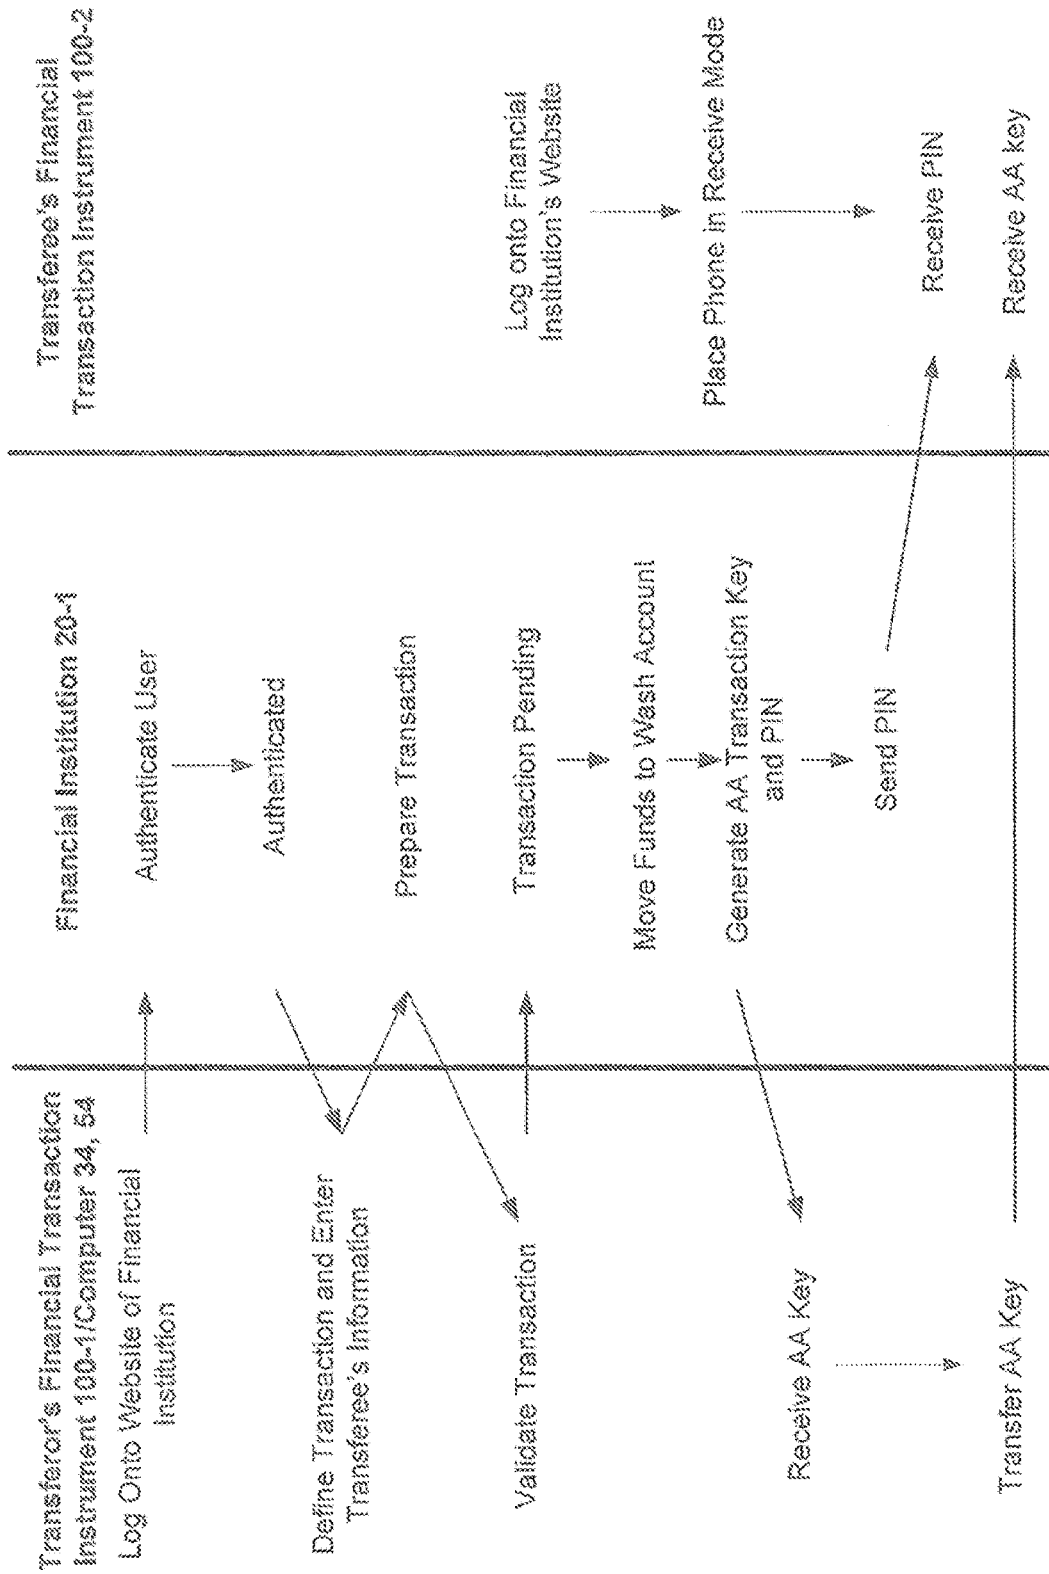 Transferor's Financial Transaction
Instrument 100-1/Computer 34, 54
Log Onto Website of Financial
Institution
Define Transaction and Enter
Transferee's Information
Validate Transaction
Receive AA Key
Transfer AA Key
Financial Institution 20-1
Authenticate User
Authenticated
Prepare Transaction
Transaction Pending
Move Funds to Wash Account
Generate AA Transaction Key
and PIN
Send PIN
Transferee's Financial
Transaction Instrument 100-2
Log onto Financial
Institution's Website
Place Phone in Receive Mode
Receive PIN
Receive AA key